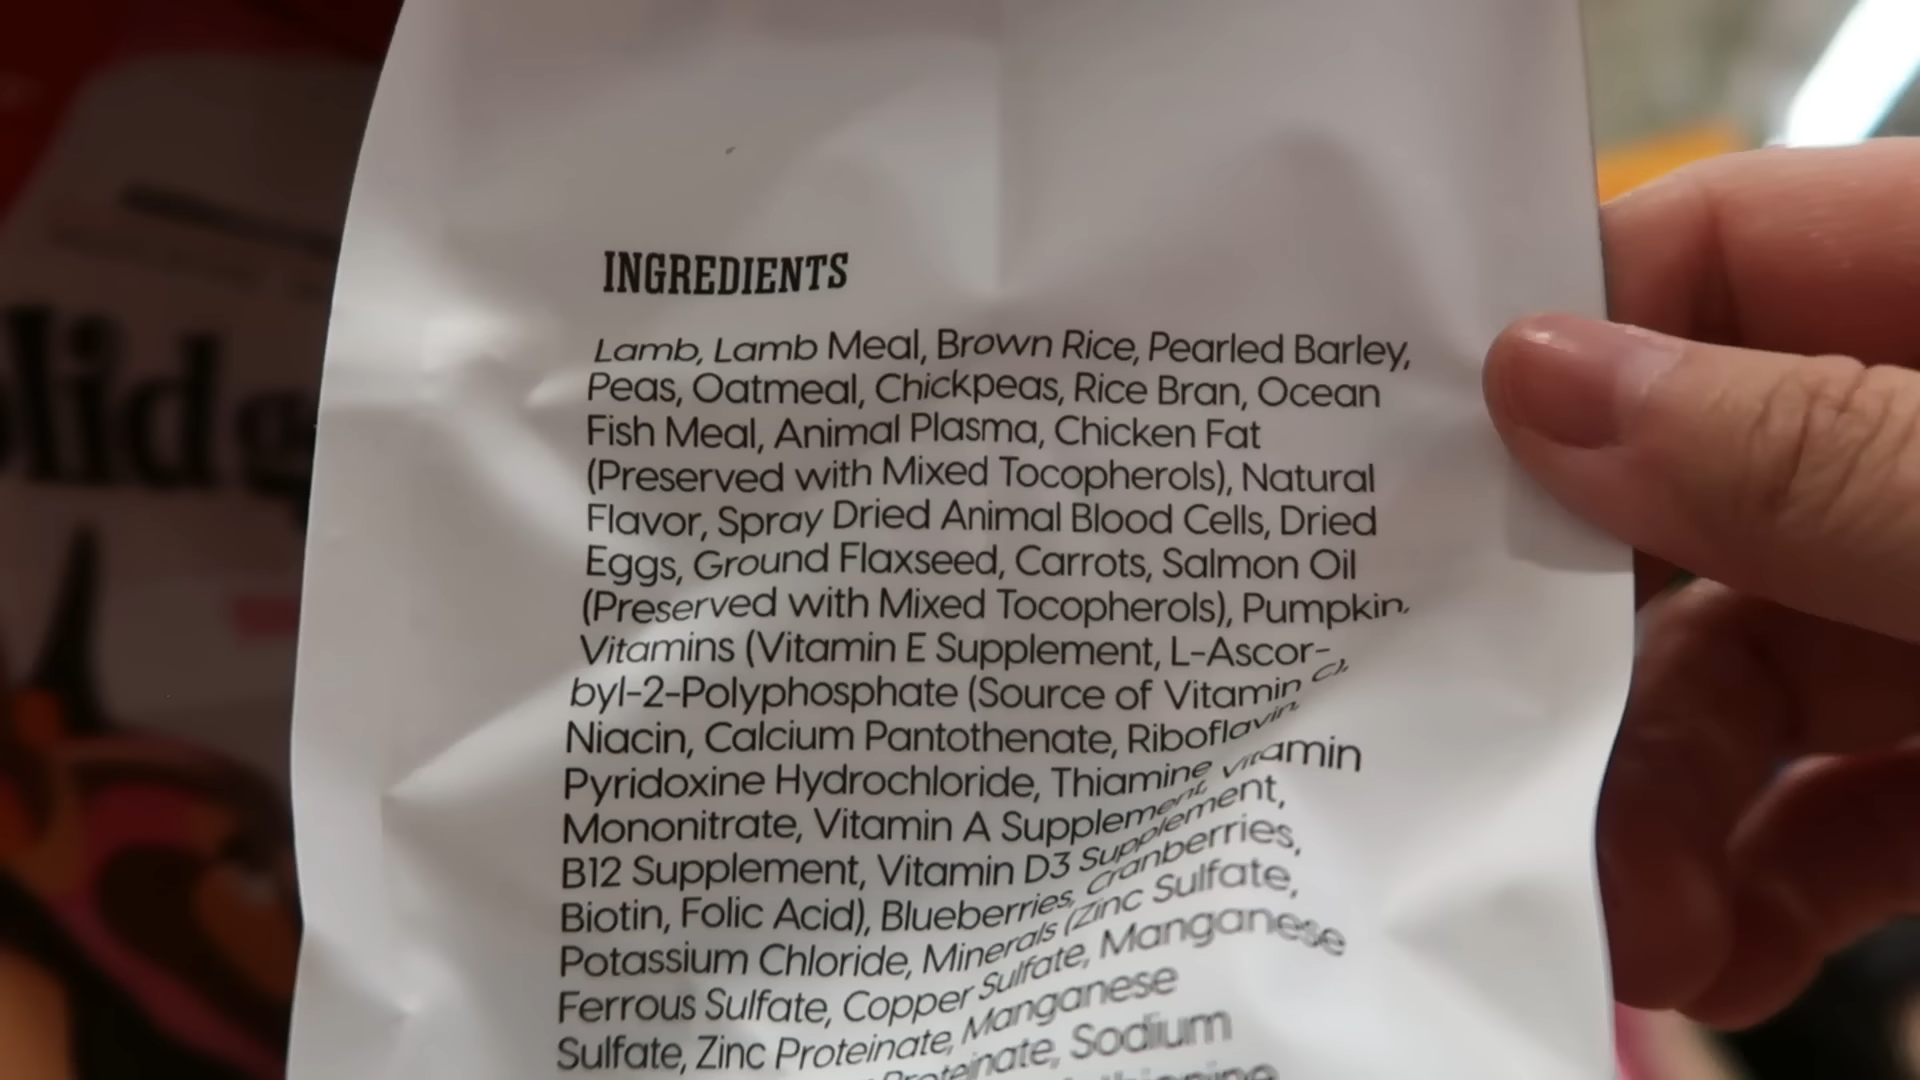 INGREDIENTS
Lamb, Lamb Meal, Brown Rice, Pearled Barley,
Peas, Oatmeal, Chickpeas, Rice Bran, Ocean
Fish Meal, Animal Plasma, Chicken Fat
(Preserved with Mixed Tocopherols), Natural
Flavor, Spray Dried Animal Blood Cells, Dried
Eggs, Ground Flaxseed, Carrots, Salmon Oil
(Preserved with Mixed Tocopherols), Pumpkin,
Vitamins (Vitamin E Supplement, L-Ascor-
byl-2-Polyphosphate (Source of Vitamin C),
Niacin, Calcium Pantothenate, Riboflavin,
Pyridoxine Hydrochloride, Thiamine
Mononitrate, Vitamin A Supplement, Vitamin
B12 Supplement, Vitamin D3 Supplement,
Biotin, Folic Acid), Blueberries, Cranberries,
Potassium Chloride, Minerals (Zinc Sulfate,
Ferrous Sulfate, Copper Sulfate, Manganese
Sulfate, Zinc Proteinate, Manganese
Proteinate, Sodium
lidg